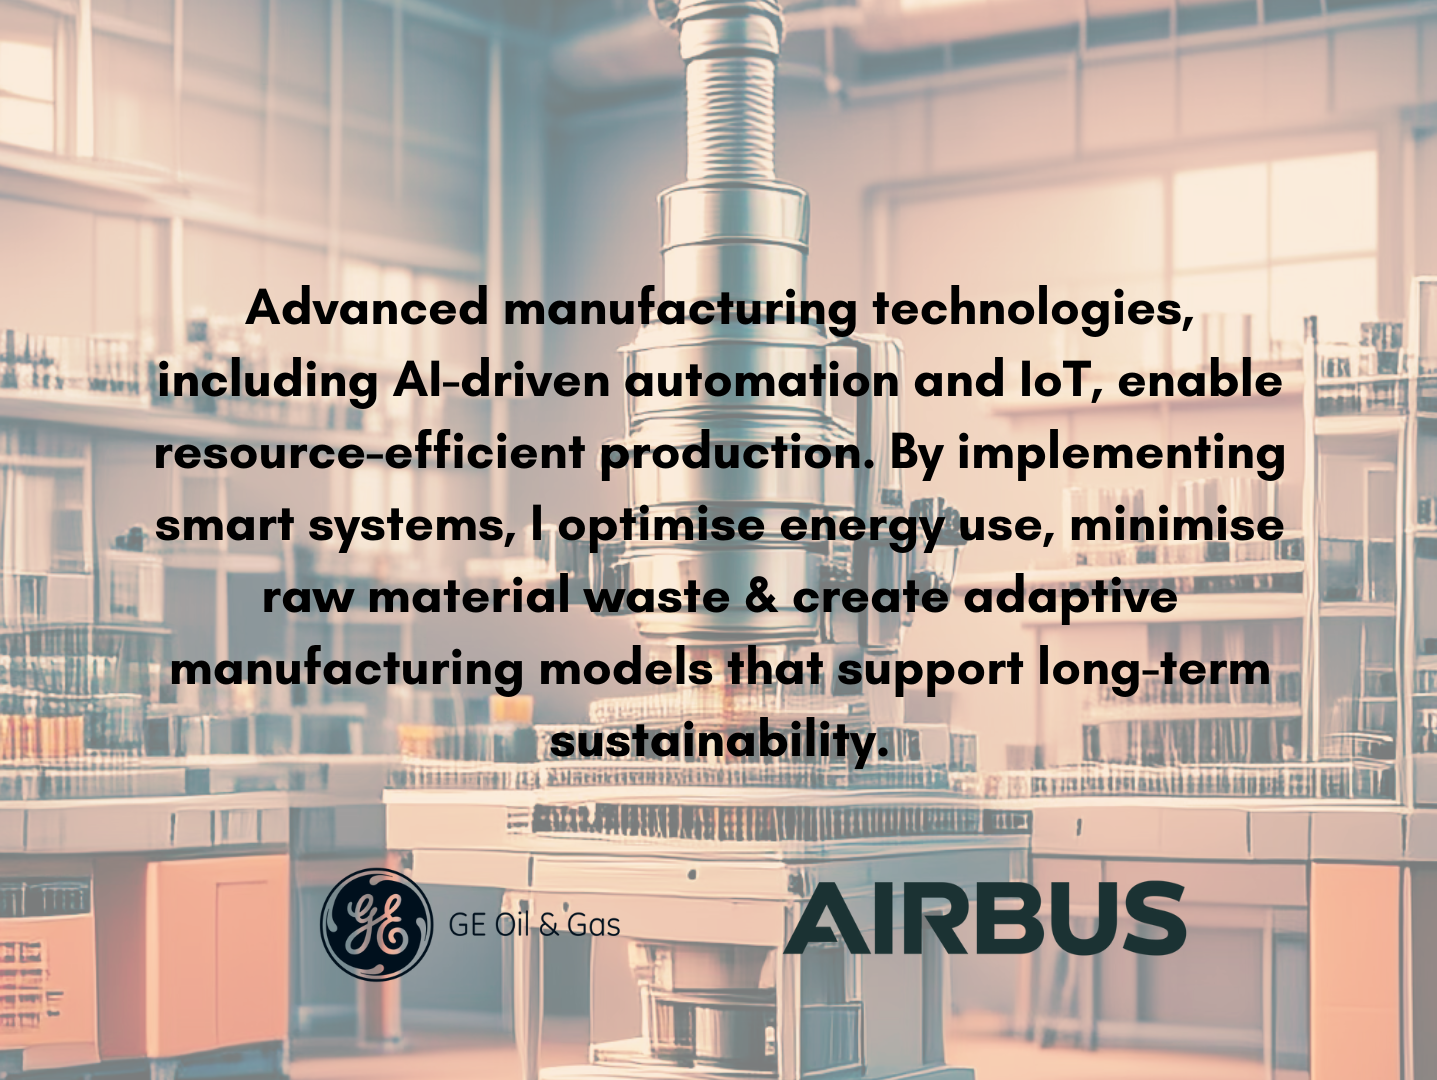 Advanced manufacturing technologies,
including AI-driven automation and IoT, enable
resource-efficient production. By implementing
smart systems, I optimise energy use, minimise
raw material waste & create adaptive
manufacturing models that support long-term
sustainability.
GE GE Oil & Gas
AIRBUS